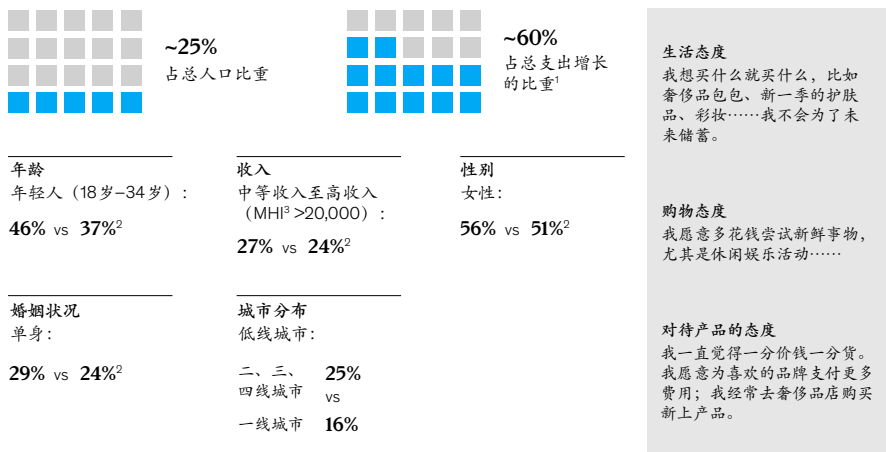 ~25%
占总人口比重
~60%
占总支出增长
的比重1
年龄
年轻人（18岁–34岁）：
46% vs 37%2
收入
中等收入至高收入
（MHI3 >20,000）：
27% vs 24%2
性别
女性：
56% vs 51%2
婚姻状况
单身：
29% vs 24%2
城市分布
低线城市：
二、三、
四线城市
25%
vs
一线城市
16%
生活态度
我想买什么就买什么，比如
奢侈品包包、新一季的护肤
品、彩妆……我不会为了未
来储蓄。
购物态度
我愿意多花钱尝试新鲜事物，
尤其是休闲娱乐活动……
对待产品的态度
我一直觉得一分价钱一分货。
我愿意为喜欢的品牌支付更多
费用；我经常去奢侈品店购买
新上产品。